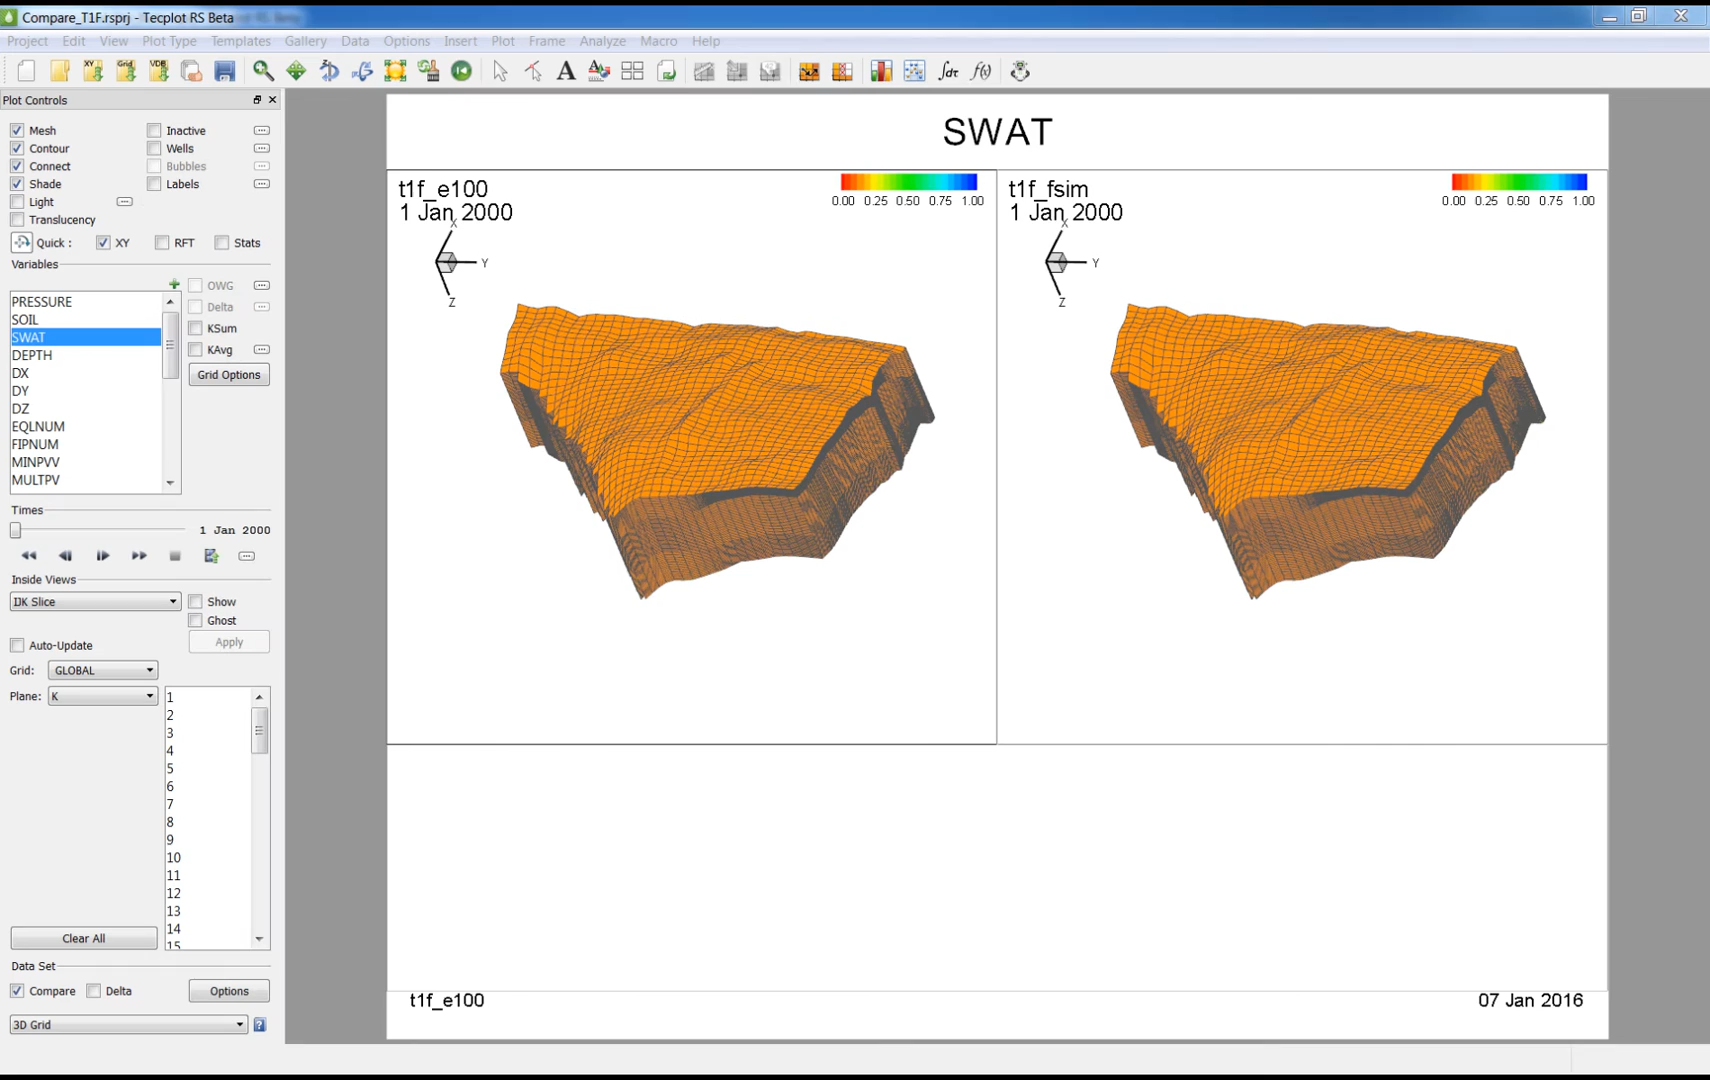 Compare_T1F.rsprj - Tecplot RS Beta
Project Edit View Plot Type Templates Gallery Data Options Insert Plot Frame Analyze Macro Help
Plot Controls
Mesh Inactive
Contour Wells
Connect Bubbles
Shade Labels
Light
Translucency
Quick : XY RFT Stats
Variables
PRESSURE
SOIL
SWAT
DEPTH
DX
DY
DZ
EQLNUM
FIPNUM
MINPVV
MULTPV
OWG
Delta
KSum
KAvg
Grid Options
Times
1 Jan 2000
Inside Views
IJK Slice
Show
Ghost
Apply
Auto-Update
Grid: GLOBAL
Plane: K
1
2
3
4
5
6
7
8
9
10
11
12
13
14
15
Clear All
Data Set
Compare Delta Options
3D Grid
SWAT
t1f_e100
1 Jan 2000
0.00 0.25 0.50 0.75 1.00
X
Y
Z
t1f_fsim
1 Jan 2000
0.00 0.25 0.50 0.75 1.00
X
Y
Z
t1f_e100
07 Jan 2016